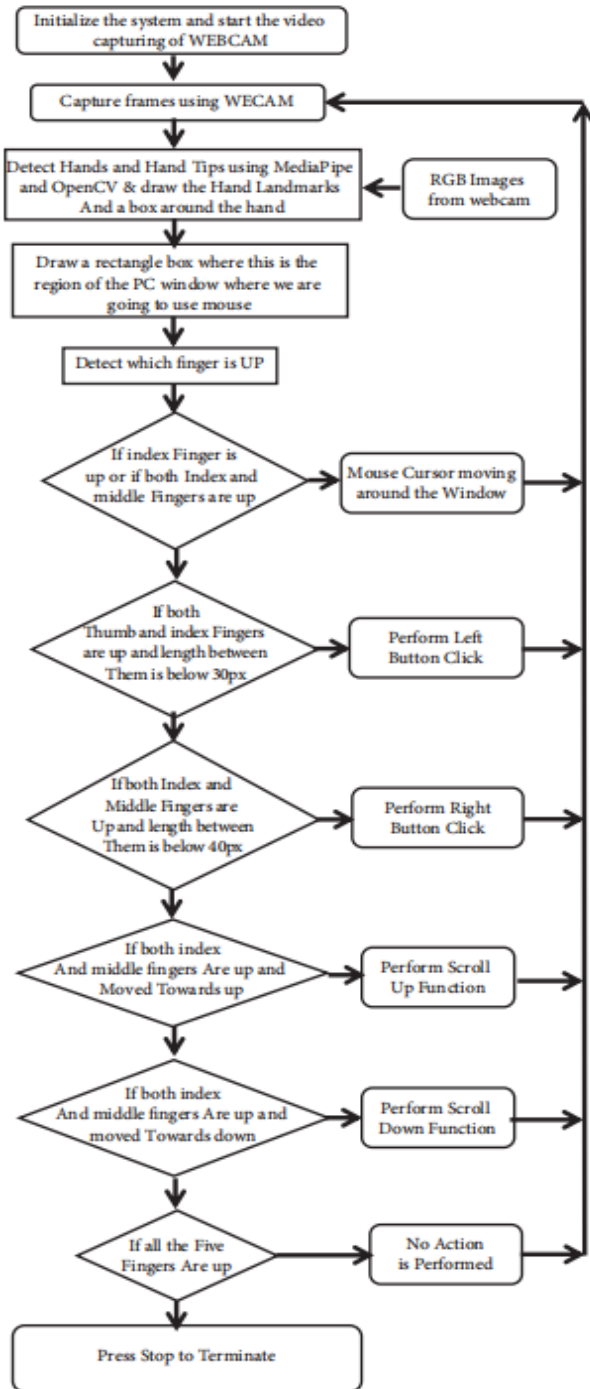 Initialize the system and start the video
capturing of WEBCAM
Capture frames using WECAM
Detect Hands and Hand Tips using MediaPipe
and OpenCV & draw the Hand Landmarks
And a box around the hand
RGB Images
from webcam
Draw a rectangle box where this is the
region of the PC window where we are
going to use mouse
Detect which finger is UP
If index Finger is
up or if both Index and
middle Fingers are up
Mouse Cursor moving
around the Window
If both
Thumb and index Fingers
are up and length between
Them is below 30px
Perform Left
Button Click
If both Index and
Middle Fingers are
Up and length between
Them is below 40px
Perform Right
Button Click
If both index
And middle fingers Are up and
Moved Towards up
Perform Scroll
Up Function
If both index
And middle fingers Are up and
moved Towards down
Perform Scroll
Down Function
If all the Five
Fingers Are up
No Action
is Performed
Press Stop to Terminate